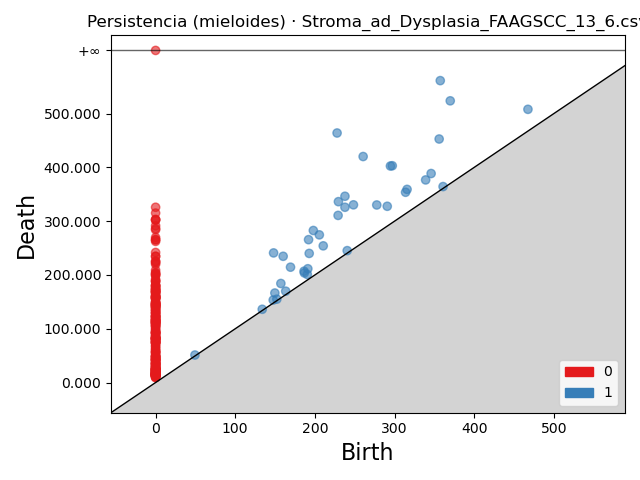 Persistencia (mieloides) · Stroma_ad_Dysplasia_FAAGSCC_13_6.csv
+∞
500.000
400.000
300.000
200.000
100.000
0.000
Death
0 100 200 300 400 500
Birth
0
1